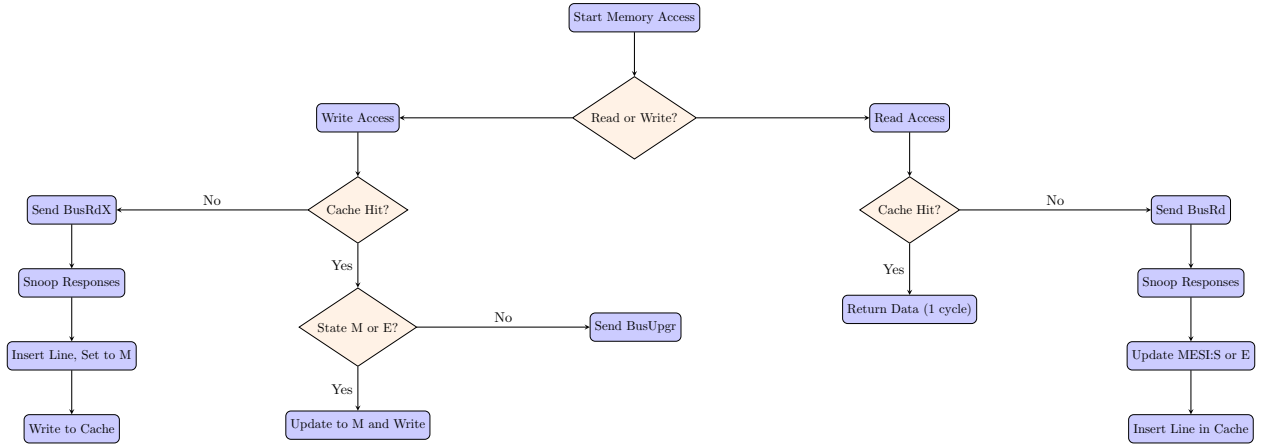 Start Memory Access
Read or Write?
Write Access
Read Access
Cache Hit?
Cache Hit?
No
No
Send BusRdX
Send BusRd
Yes
Yes
Snoop Responses
Snoop Responses
Return Data (1 cycle)
State M or E?
No
Send BusUpgr
Insert Line, Set to M
Update MESI:S or E
Yes
Update to M and Write
Write to Cache
Insert Line in Cache